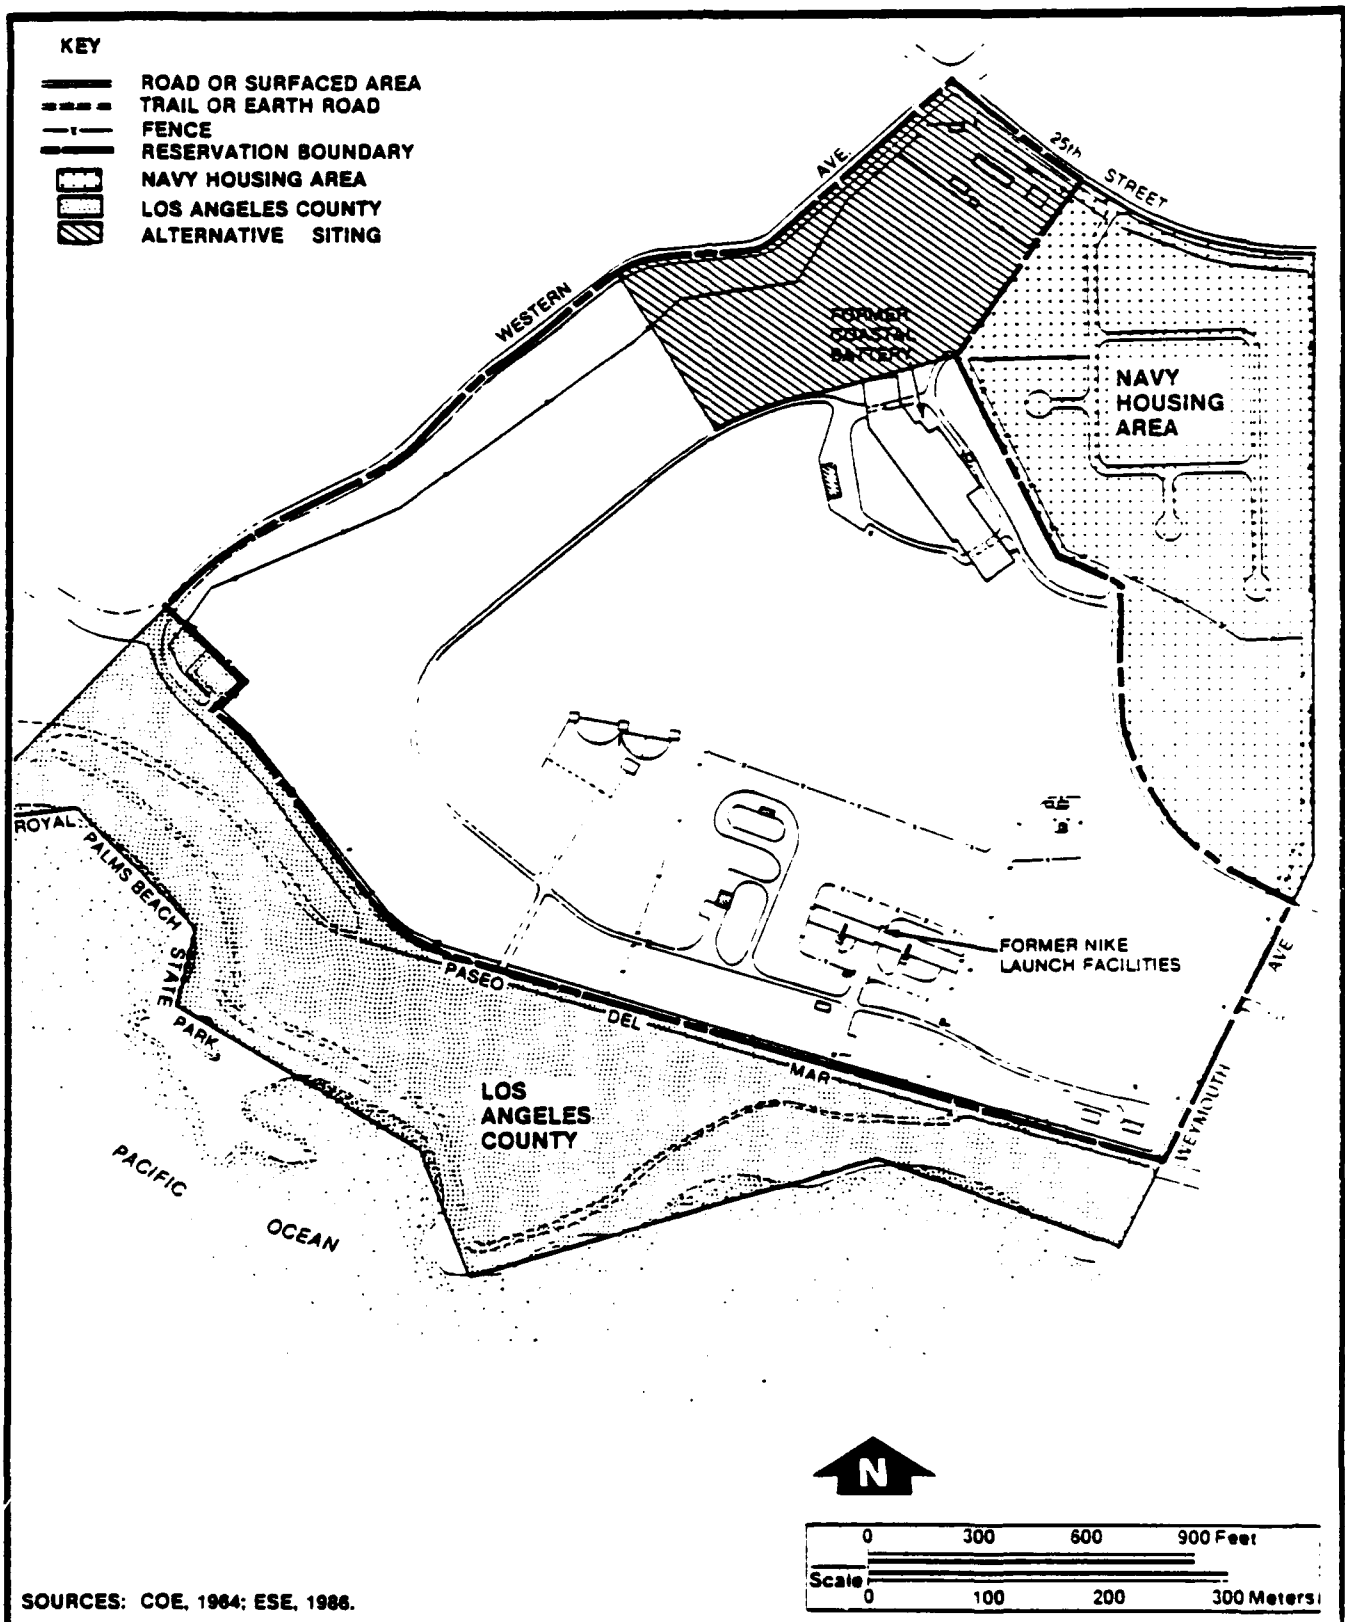 KEY
ROAD OR SURFACED AREA
TRAIL OR EARTH ROAD
FENCE
RESERVATION BOUNDARY
NAVY HOUSING AREA
LOS ANGELES COUNTY
ALTERNATIVE SITING
25th STREET
WESTERN AVE.
FORMER
COASTAL
BATTERY
NAVY
HOUSING
AREA
ROYAL PALMS BEACH STATE PARK
FORMER NIKE
LAUNCH FACILITIES
PASEO DEL MAR
WEYMOUTH AVE
LOS
ANGELES
COUNTY
PACIFIC
OCEAN
N
0 300 600 900 Feet
Scale
0 100 200 300 Meters
SOURCES: COE, 1964; ESE, 1986.